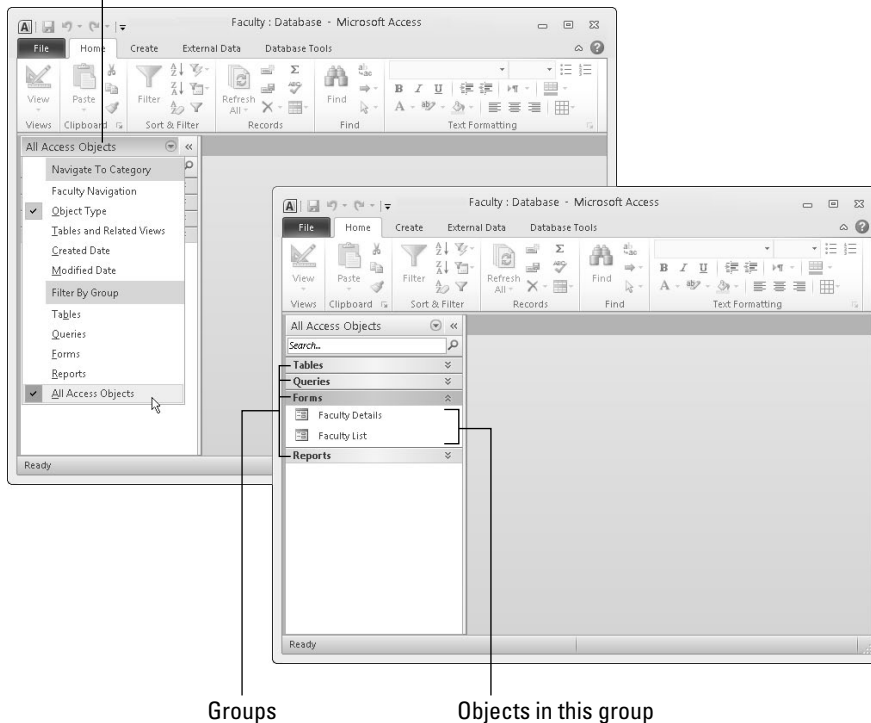 Faculty : Database - Microsoft Access
File Home Create External Data Database Tools
View Paste Filter Refresh All Find
B I U
A
Views Clipboard Sort & Filter Records Find Text Formatting
All Access Objects
Navigate To Category
Faculty Navigation
Object Type
Tables and Related Views
Created Date
Modified Date
Filter By Group
Tables
Queries
Forms
Reports
All Access Objects
Ready
Faculty : Database - Microsoft Access
File Home Create External Data Database Tools
View Paste Filter Refresh All Find
B I U
A
Views Clipboard Sort & Filter Records Find Text Formatting
All Access Objects
Search...
Tables
Queries
Forms
Faculty Details
Faculty List
Reports
Ready
Groups Objects in this group